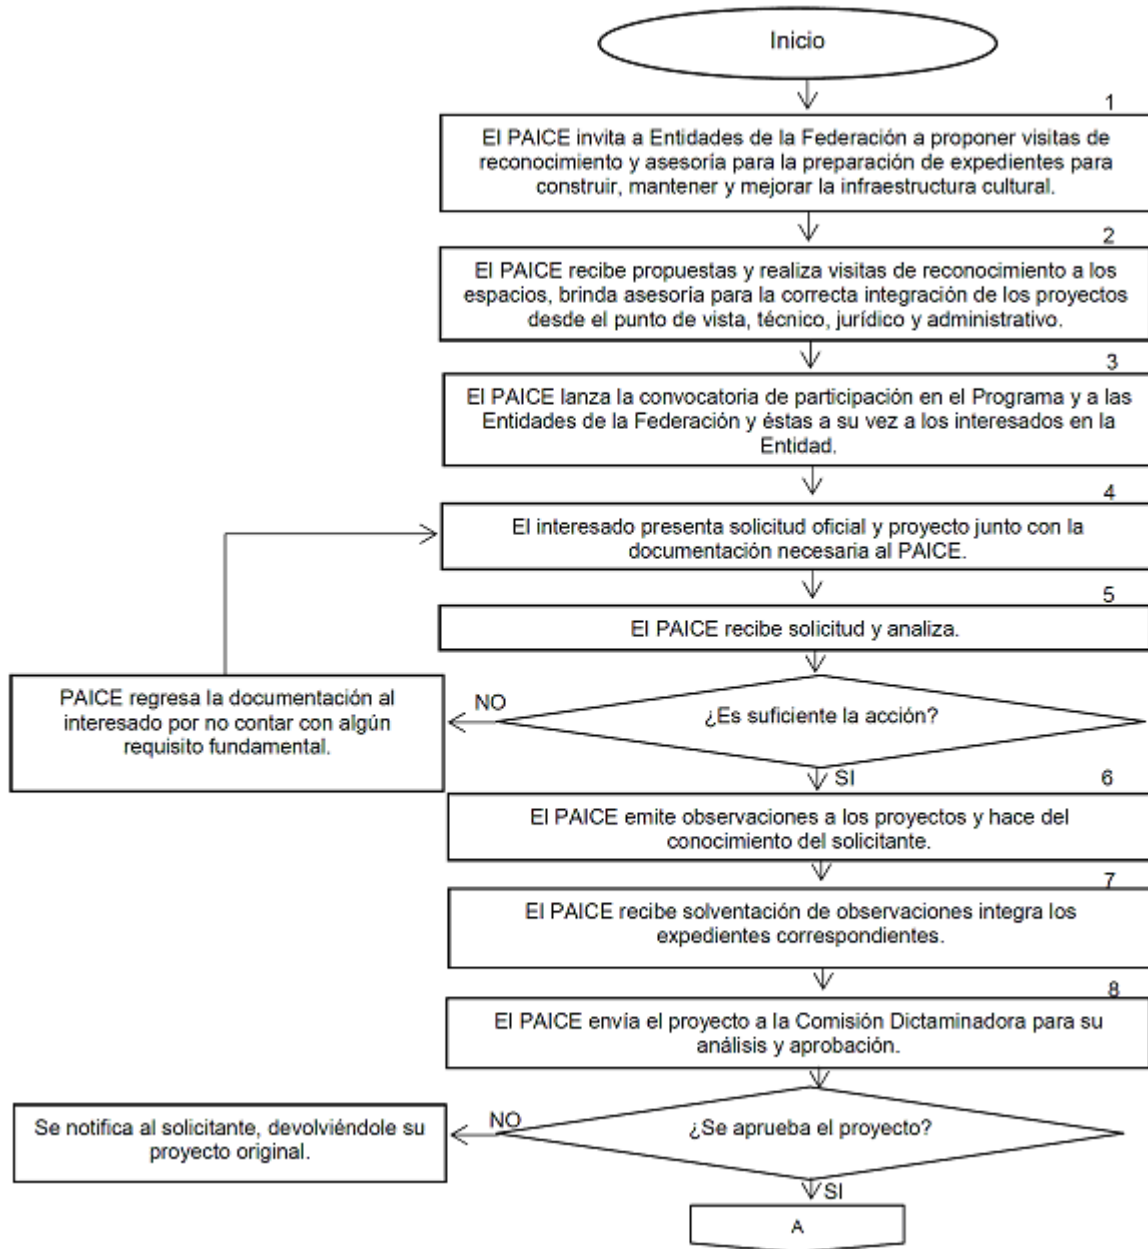 Inicio
1
El PAICE invita a Entidades de la Federación a proponer visitas de
reconocimiento y asesoría para la preparación de expedientes para
construir, mantener y mejorar la infraestructura cultural.
2
El PAICE recibe propuestas y realiza visitas de reconocimiento a los
espacios, brinda asesoría para la correcta integración de los proyectos
desde el punto de vista, técnico, jurídico y administrativo.
3
El PAICE lanza la convocatoria de participación en el Programa y a las
Entidades de la Federación y éstas a su vez a los interesados en la
Entidad.
4
El interesado presenta solicitud oficial y proyecto junto con la
documentación necesaria al PAICE.
5
El PAICE recibe solicitud y analiza.
¿Es suficiente la acción?
NO
PAICE regresa la documentación al
interesado por no contar con algún
requisito fundamental.
SI
6
El PAICE emite observaciones a los proyectos y hace del
conocimiento del solicitante.
7
El PAICE recibe solventación de observaciones integra los
expedientes correspondientes.
8
El PAICE envía el proyecto a la Comisión Dictaminadora para su
análisis y aprobación.
¿Se aprueba el proyecto?
NO
Se notifica al solicitante, devolviéndole su
proyecto original.
SI
A